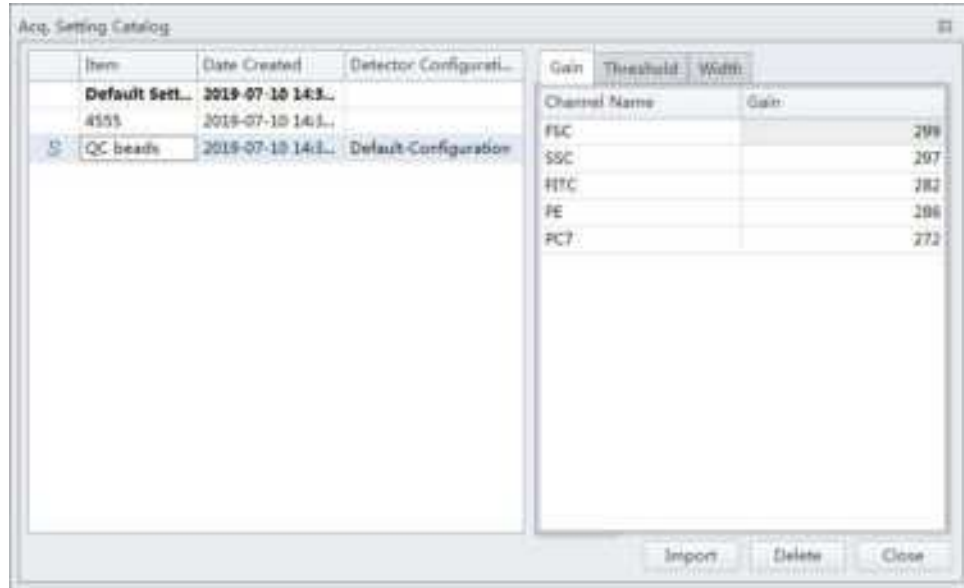 Acq. Setting Catalog
Item Date Created Detector Configurati...
Default Sett... 2019-07-10 14:3...
4555 2019-07-10 14:3...
S QC beads 2019-07-10 14:3... Default Configuration
Gain Threshold Width
Channel Name Gain
FSC 299
SSC 297
FITC 282
PE 286
PC7 272
Import Delete Close